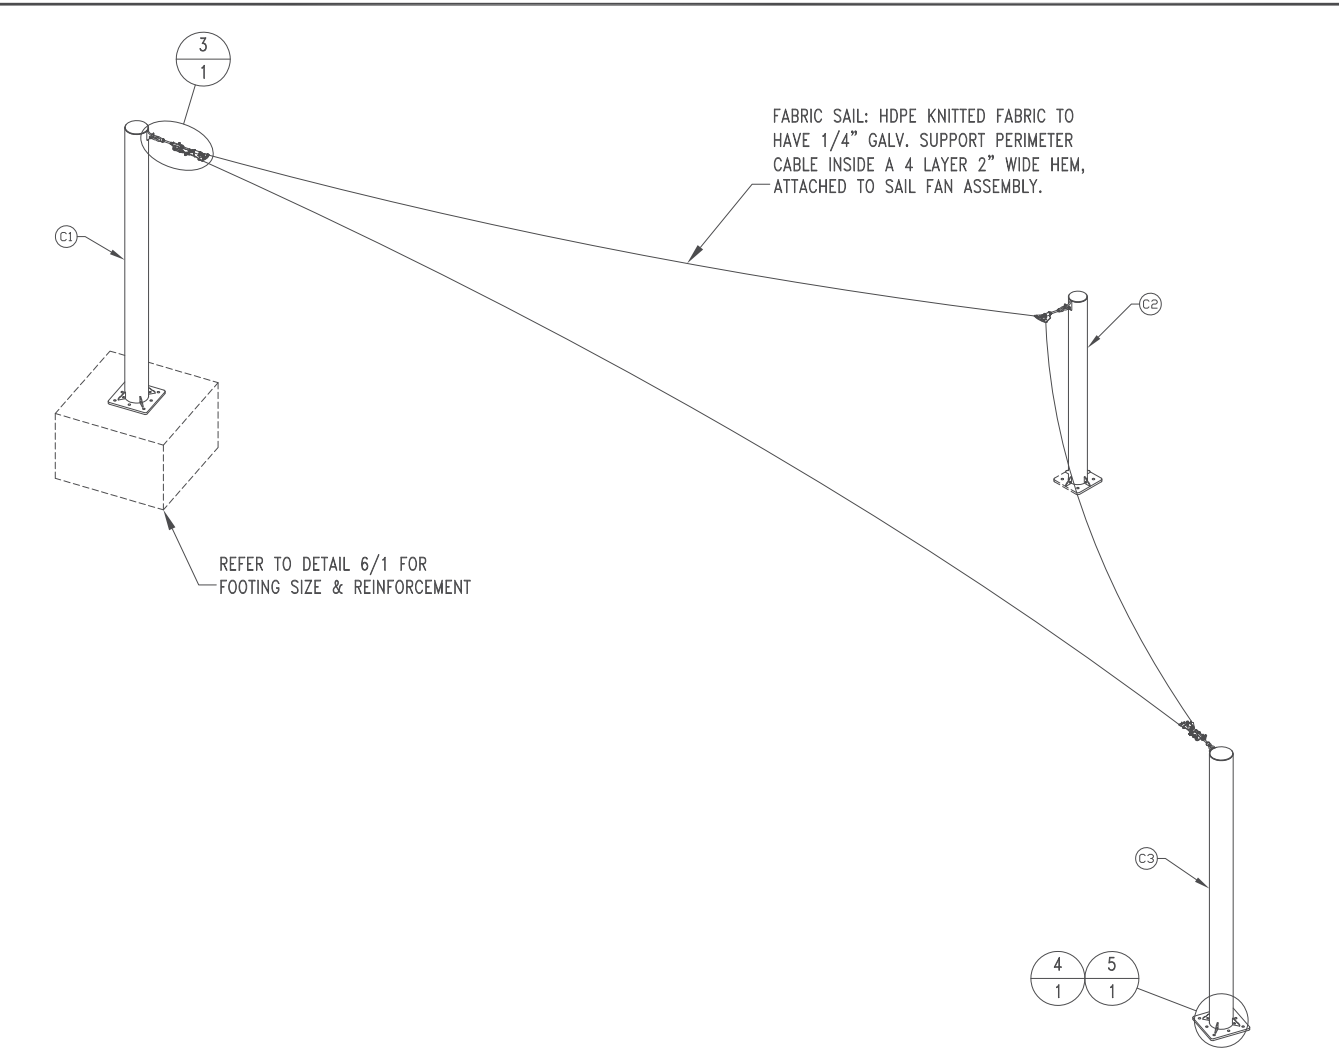 3
1
FABRIC SAIL: HDPE KNITTED FABRIC TO
HAVE 1/4" GALV. SUPPORT PERIMETER
CABLE INSIDE A 4 LAYER 2" WIDE HEM,
ATTACHED TO SAIL FAN ASSEMBLY.
C1
C2
REFER TO DETAIL 6/1 FOR
FOOTING SIZE & REINFORCEMENT
C3
4 5
1 1